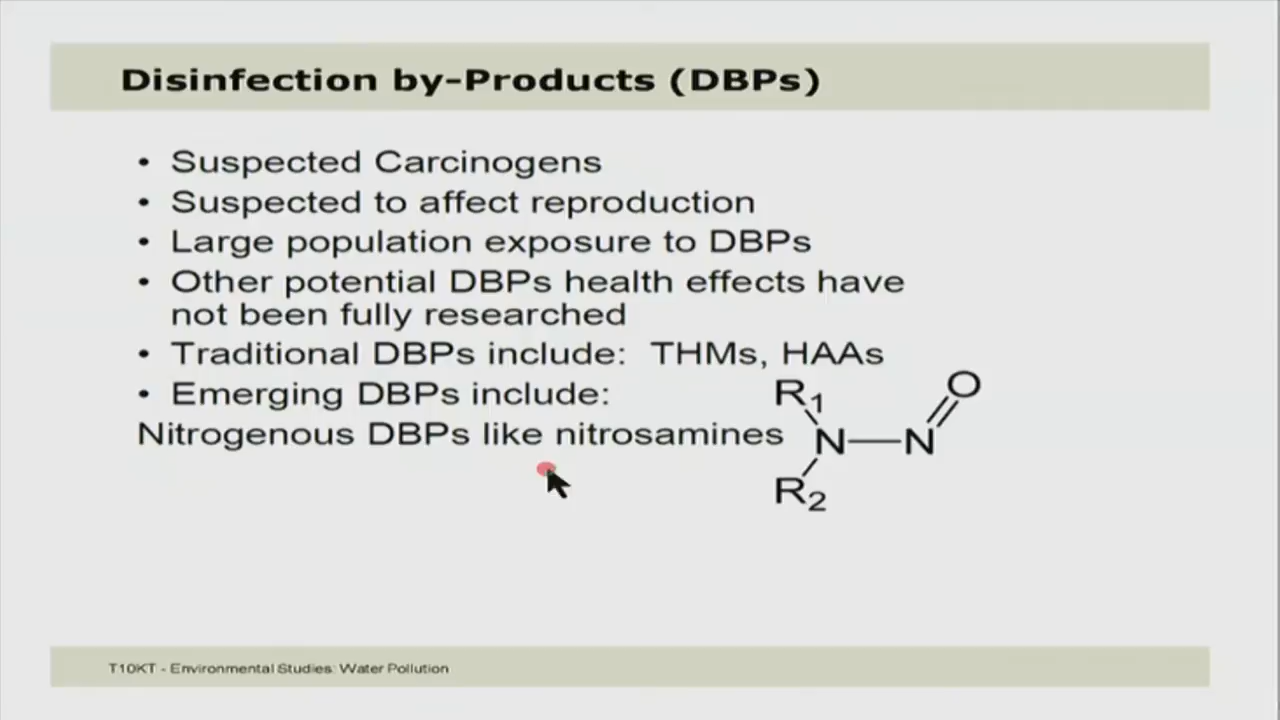 Disinfection by-Products (DBPs)
• Suspected Carcinogens
• Suspected to affect reproduction
• Large population exposure to DBPs
• Other potential DBPs health effects have
not been fully researched
• Traditional DBPs include: THMs, HAAs
• Emerging DBPs include:
Nitrogenous DBPs like nitrosamines
R1
O
N—N
R2
T10KT - Environmental Studies: Water Pollution